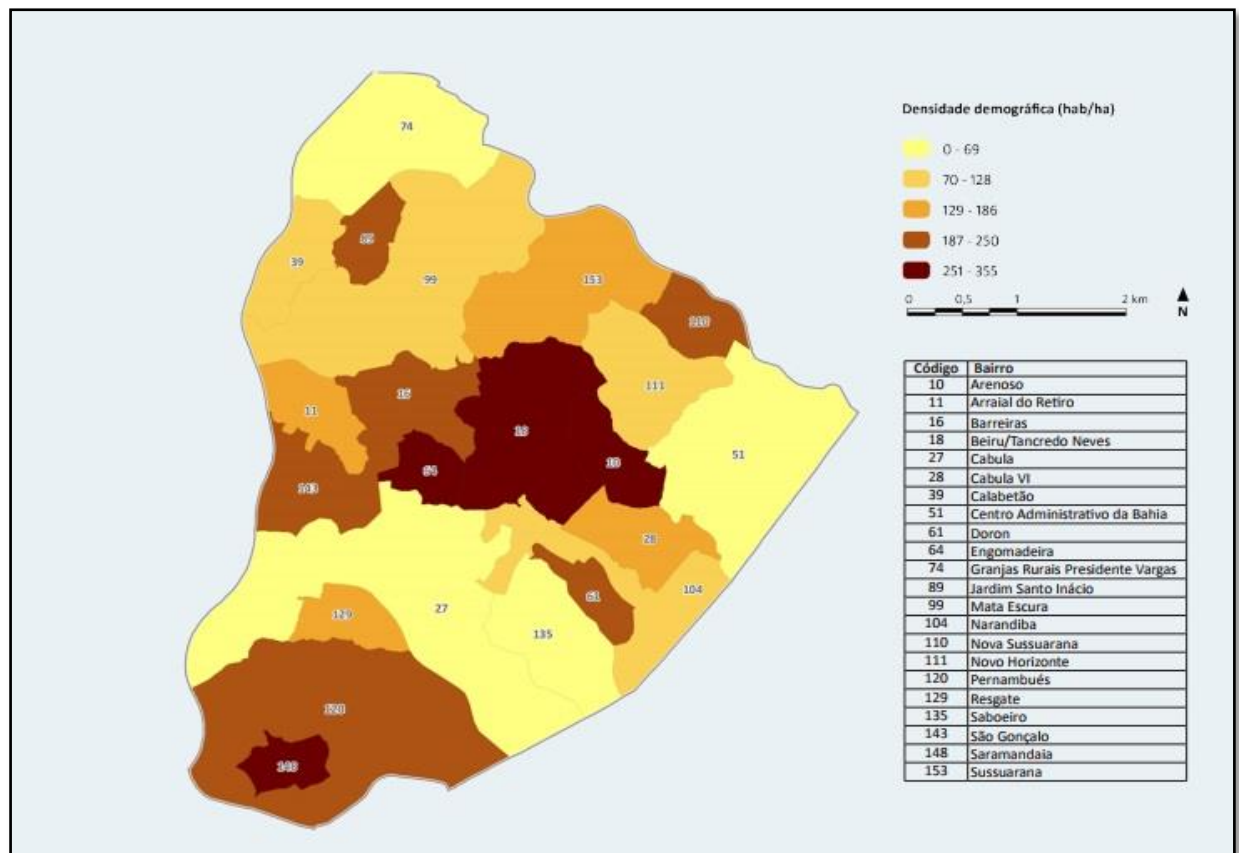 74
89
39
99
153
110
111
16
11
18
51
10
64
143
28
61
104
129
27
135
120
148
Densidade demográfica (hab/ha)
0 - 69
70 - 128
129 - 186
187 - 250
251 - 355
0 0,5 1 2 km
N
Código Bairro
10 Arenoso
11 Arraial do Retiro
16 Barreiras
18 Beiru/Tancredo Neves
27 Cabula
28 Cabula VI
39 Calabetão
51 Centro Administrativo da Bahia
61 Doron
64 Engomadeira
74 Granjas Rurais Presidente Vargas
89 Jardim Santo Inácio
99 Mata Escura
104 Narandiba
110 Nova Sussuarana
111 Novo Horizonte
120 Pernambués
129 Resgate
135 Saboeiro
143 São Gonçalo
148 Saramandaia
153 Sussuarana